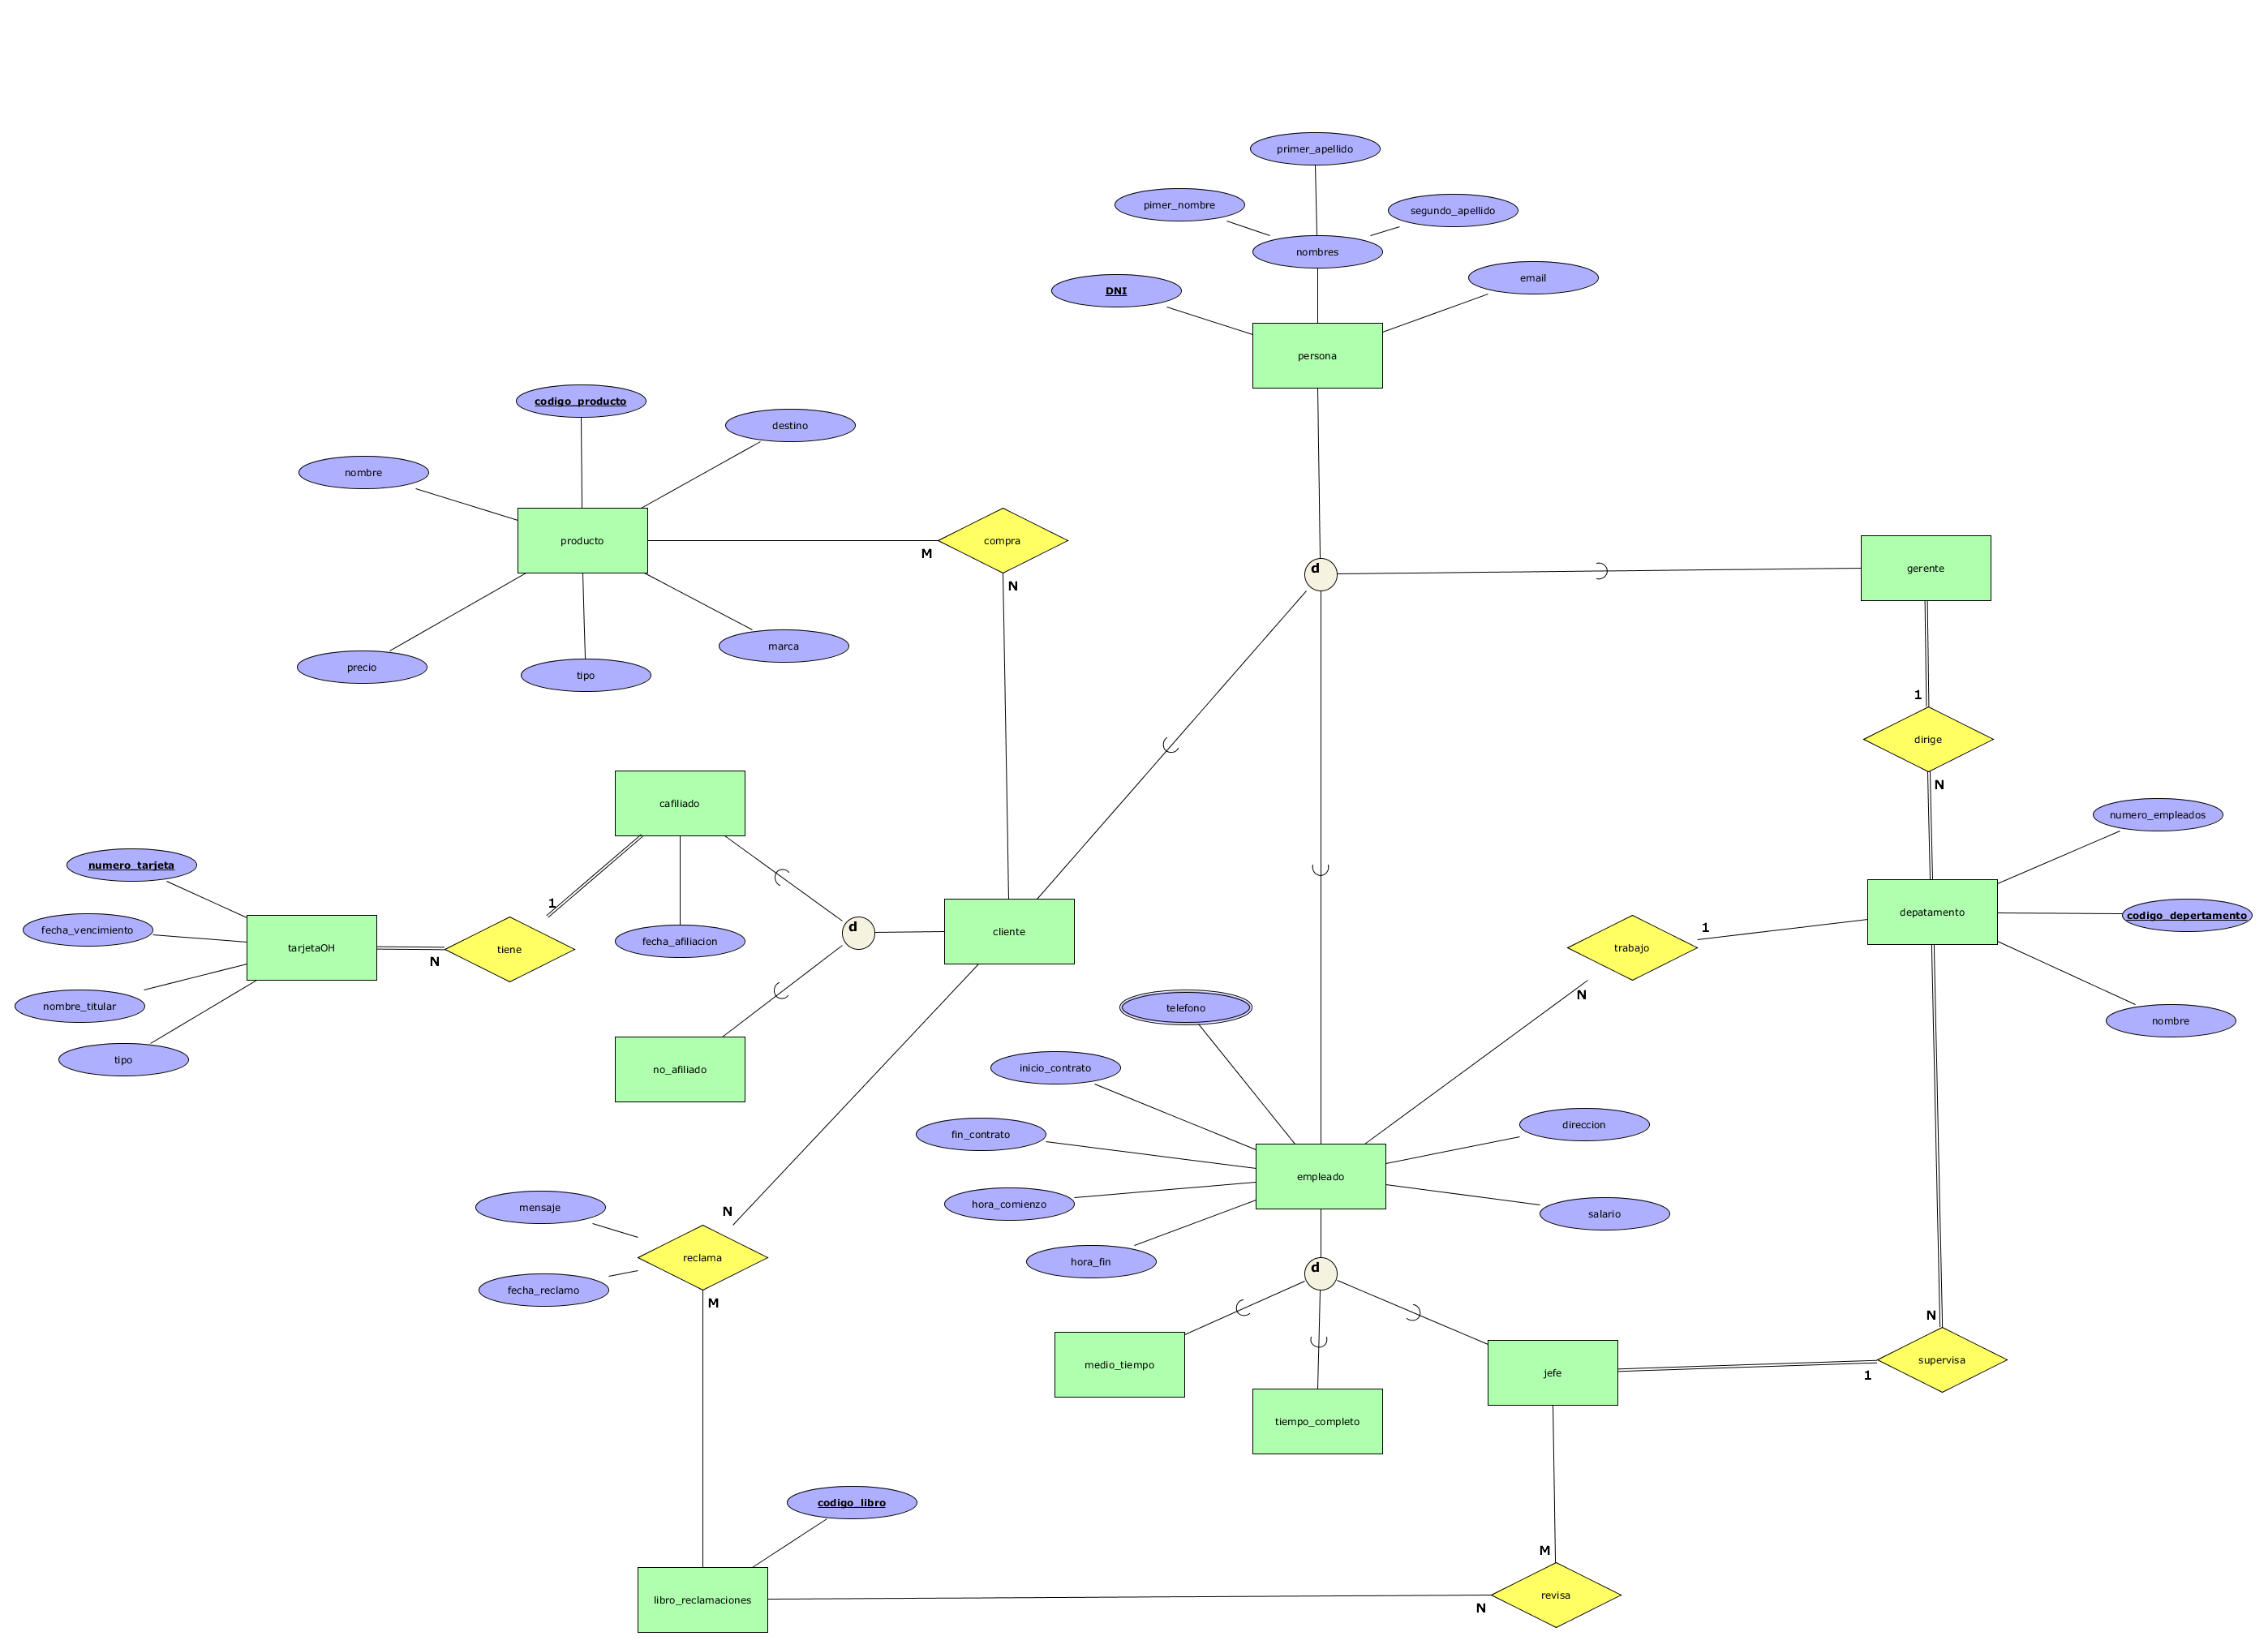 primer_apellido
pimer_nombre
segundo_apellido
nombres
email
DNI
persona
codigo_producto
destino
nombre
producto
compra
M
N
precio
tipo
marca
d
gerente
1
dirige
N
cafiliado
numero_empleados
numero_tarjeta
1
codigo_depertamento
depatamento
fecha_vencimiento
tarjetaOH
N
tiene
fecha_afiliacion
d
cliente
trabajo
1
N
nombre_titular
telefono
nombre
tipo
no_afiliado
inicio_contrato
fin_contrato
direccion
empleado
hora_comienzo
salario
mensaje
N
reclama
hora_fin
d
fecha_reclamo
M
N
medio_tiempo
jefe
supervisa
1
tiempo_completo
codigo_libro
M
libro_reclamaciones
N
revisa